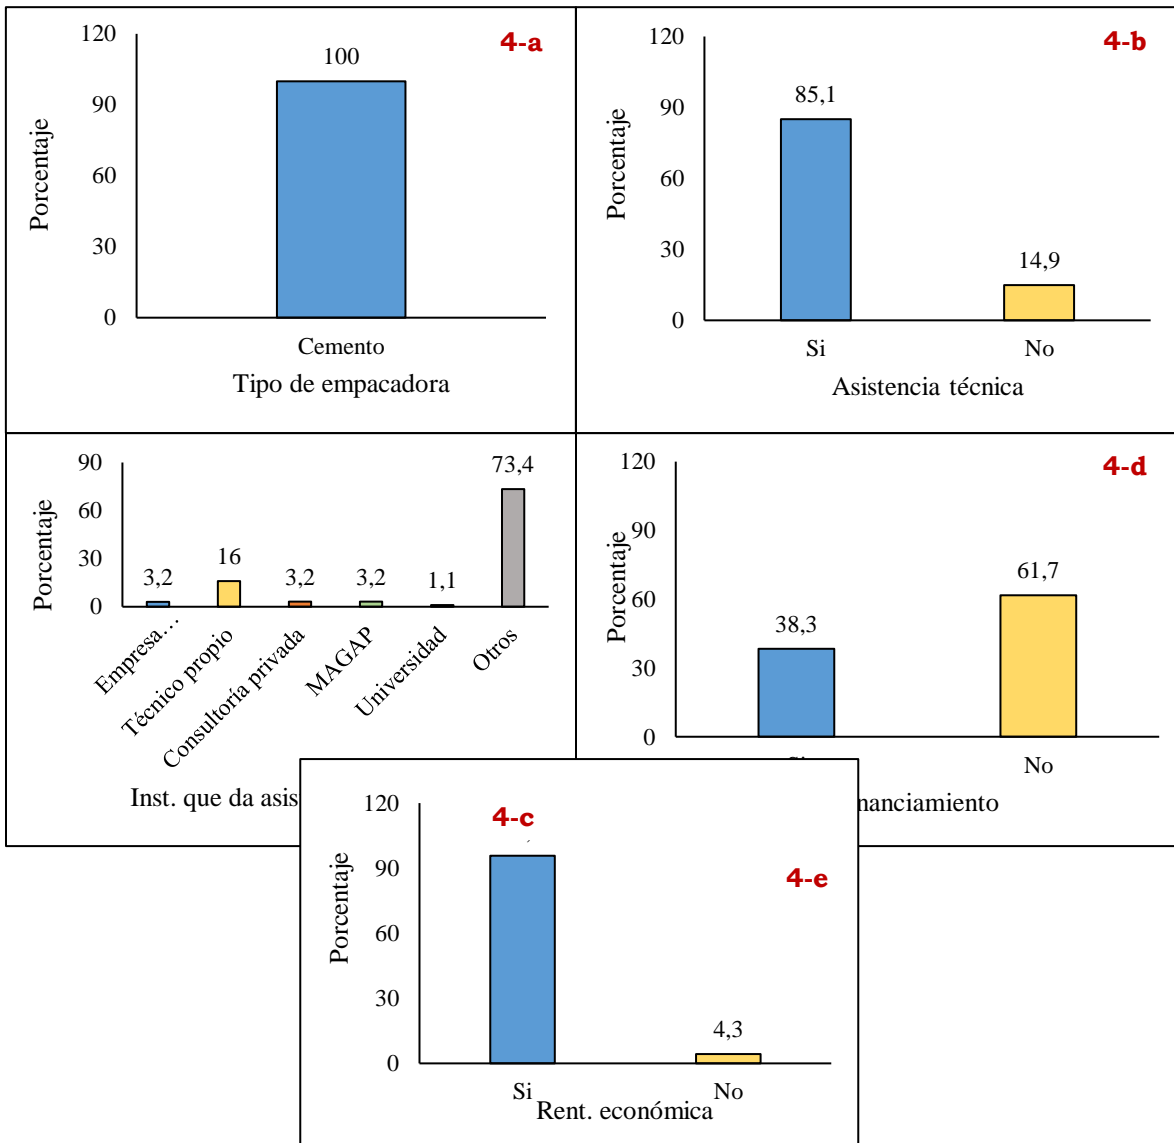 4-a
120
90
60
30
0
Porcentaje
100
Cemento
Tipo de empacadora
4-b
120
90
60
30
0
Porcentaje
85,1
14,9
Si
No
Asistencia técnica
90
60
30
0
Porcentaje
3,2
16
3,2
3,2
1,1
73,4
Empresa…
Técnico propio
Consultoría privada
MAGAP
Universidad
Otros
Inst. que da asis
4-d
120
90
60
30
0
Porcentaje
38,3
61,7
No
nanciamiento
4-c
4-e
120
90
60
30
0
Porcentaje
4,3
Si
No
Rent. económica